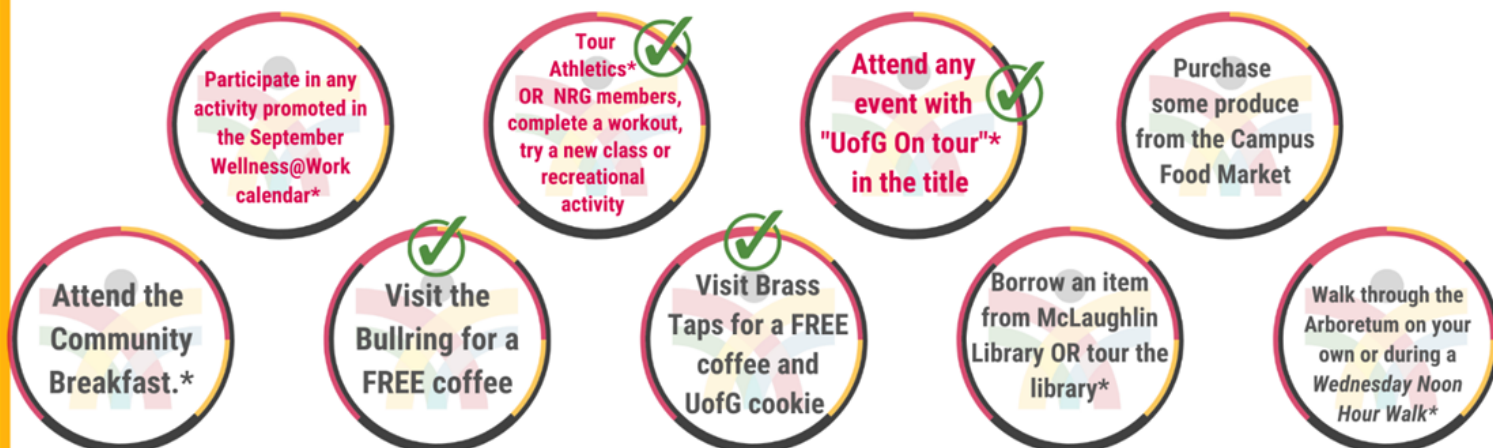 Participate in any
activity promoted in
the September
Wellness@Work
calendar*
Tour
Athletics*
OR NRG members,
complete a workout,
try a new class or
recreational
activity
Attend any
event with
"UofG On tour"*
in the title
Purchase
some produce
from the Campus
Food Market
Attend the
Community
Breakfast.*
Visit the
Bullring for a
FREE coffee
Visit Brass
Taps for a FREE
coffee and
UofG cookie
Borrow an item
from McLaughlin
Library OR tour the
library*
Walk through the
Arboretum on your
own or during a
Wednesday Noon
Hour Walk*